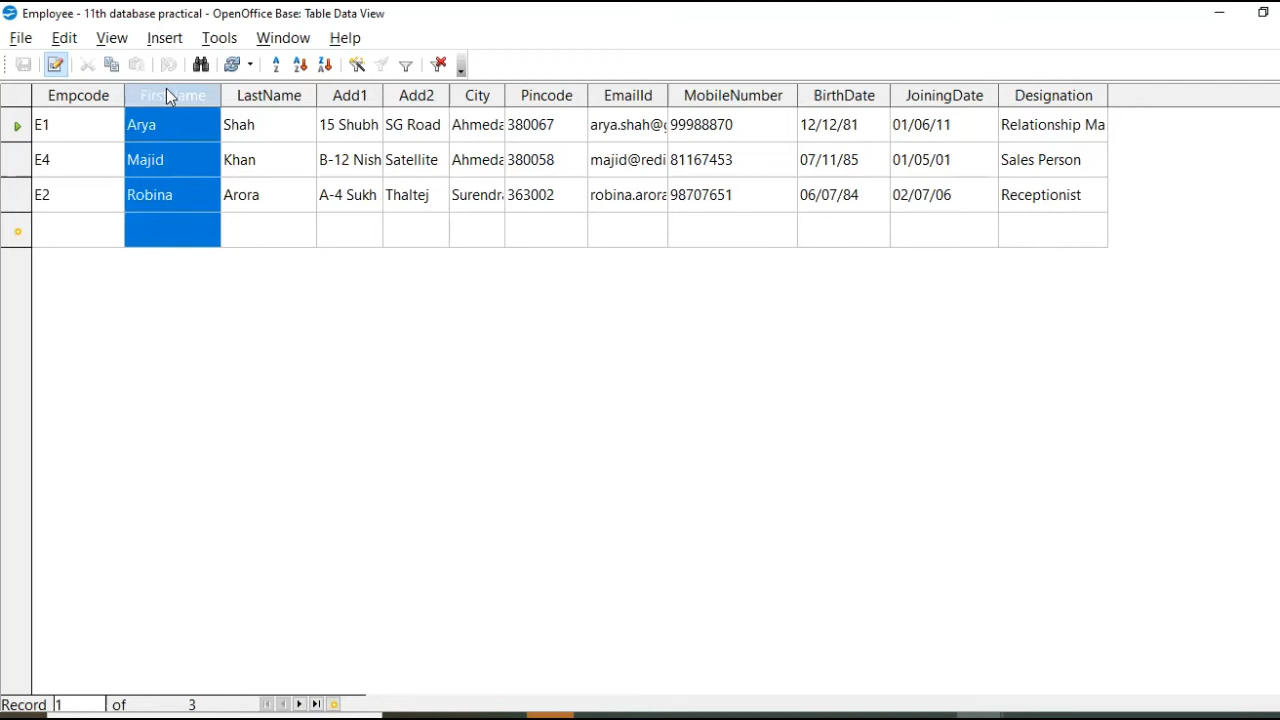 Employee - 11th database practical - OpenOffice Base: Table Data View
File Edit View Insert Tools Window Help
Empcode FirstName LastName Add1 Add2 City Pincode EmailId MobileNumber BirthDate JoiningDate Designation
E1 Arya Shah 15 Shubh SG Road Ahmeda 380067 arya.shah@g 99988870 12/12/81 01/06/11 Relationship Ma
E4 Majid Khan B-12 Nish Satellite Ahmeda 380058 majid@redi 81167453 07/11/85 01/05/01 Sales Person
E2 Robina Arora A-4 Sukh Thaltej Surendra 363002 robina.arora 98707651 06/07/84 02/07/06 Receptionist
Record 1 of 3